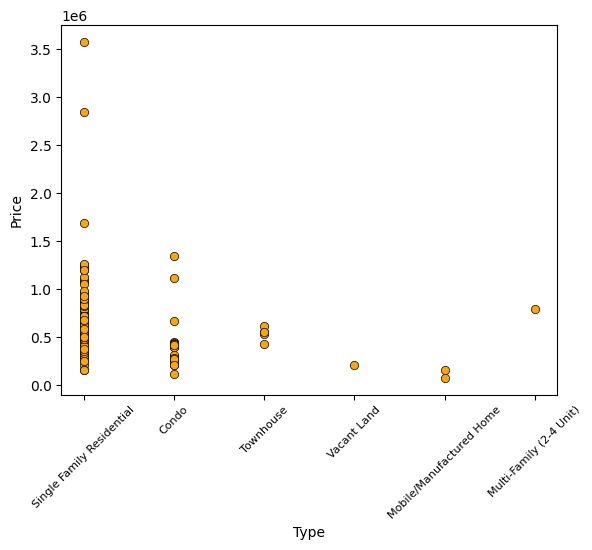 1e6
3.5
3.0
2.5
2.0
1.5
1.0
0.5
0.0
Price
Single Family Residential
Condo
Townhouse
Vacant Land
Mobile/Manufactured Home
Multi-Family (2-4 Unit)
Type